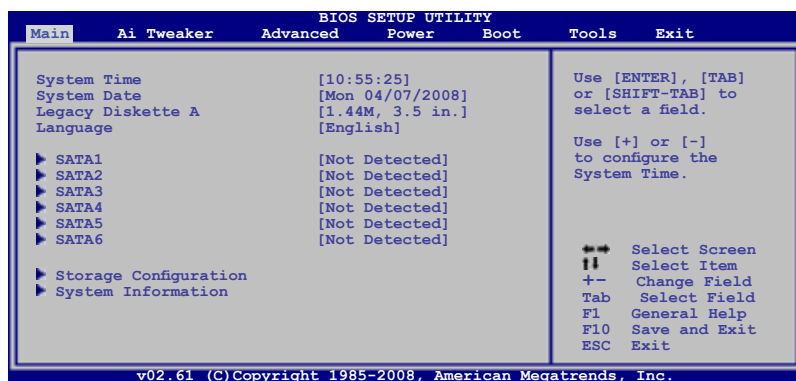 BIOS SETUP UTILITY
Main Ai Tweaker Advanced Power Boot Tools Exit
System Time [10:55:25]
System Date [Mon 04/07/2008]
Legacy Diskette A [1.44M, 3.5 in.]
Language [English]
SATA1 [Not Detected]
SATA2 [Not Detected]
SATA3 [Not Detected]
SATA4 [Not Detected]
SATA5 [Not Detected]
SATA6 [Not Detected]
Storage Configuration
System Information
Use [ENTER], [TAB]
or [SHIFT-TAB] to
select a field.
Use [+] or [-]
to configure the
System Time.
←→ Select Screen
↑↓ Select Item
+- Change Field
Tab Select Field
F1 General Help
F10 Save and Exit
ESC Exit
v02.61 (C)Copyright 1985-2008, American Megatrends, Inc.